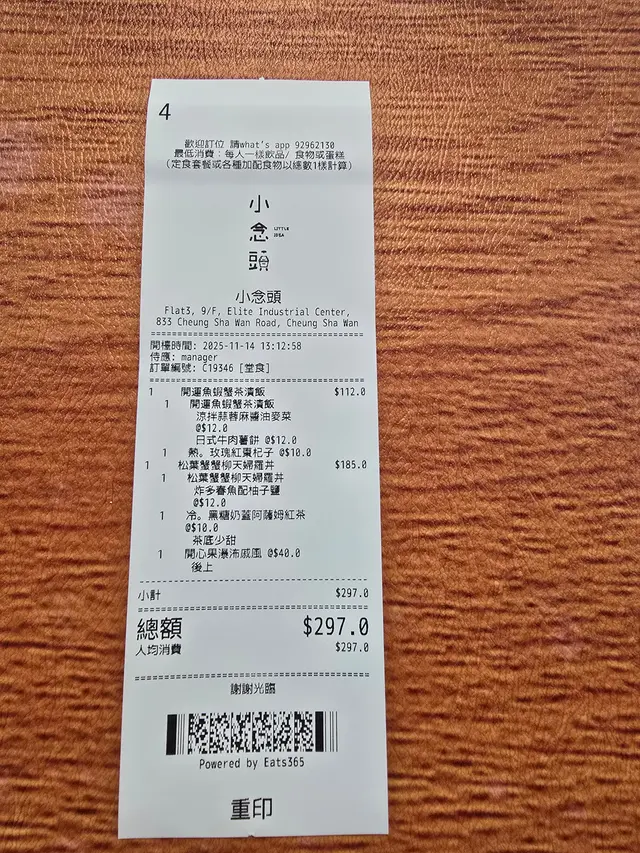 4
歡迎訂位 請what's app 92962130
最低消費：每人一樣飲品/ 食物或蛋糕
(定食套餐或各種加配食物以總數1樣計算)
小
念 LITTLE IDEA
頭
小念頭
Flat3, 9/F, Elite Industrial Center,
833 Cheung Sha Wan Road, Cheung Sha Wan
開檯時間: 2025-11-14 13:12:58
侍應: manager
訂單編號: C19346 [堂食]
1 開運魚蝦蟹茶漬飯 $112.0
1 開運魚蝦蟹茶漬飯
涼拌蒜蓉麻醬油麥菜
@$12.0
日式牛肉薯餅 @$12.0
1 熱。玫瑰紅棗杞子 @$10.0
1 松葉蟹蟹柳天婦羅丼 $185.0
1 松葉蟹蟹柳天婦羅丼
炸多春魚配柚子鹽
@$12.0
1 冷。黑糖奶蓋阿薩姆紅茶
@$10.0
茶底少甜
1 開心果瀑沛戚風 @$40.0
後上
小計 $297.0
總額 $297.0
人均消費 $297.0
謝謝光臨
Powered by Eats365
重印